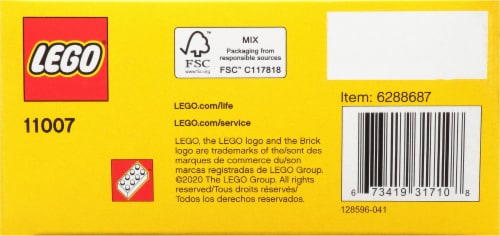 LEGO
11007
FSC
www.fsc.org
MIX
Packaging from
responsible sources
FSC™ C117818
LEGO.com/life
LEGO.com/service
LEGO, the LEGO logo and the Brick
logo are trademarks of the/sont des
marques de commerce du/son
marcas registradas de LEGO Group.
©2020 The LEGO Group. All rights
reserved/Tous droits réservés/
Todos los derechos reservados.
Item: 6288687
6 73419 31710 8
128596-041